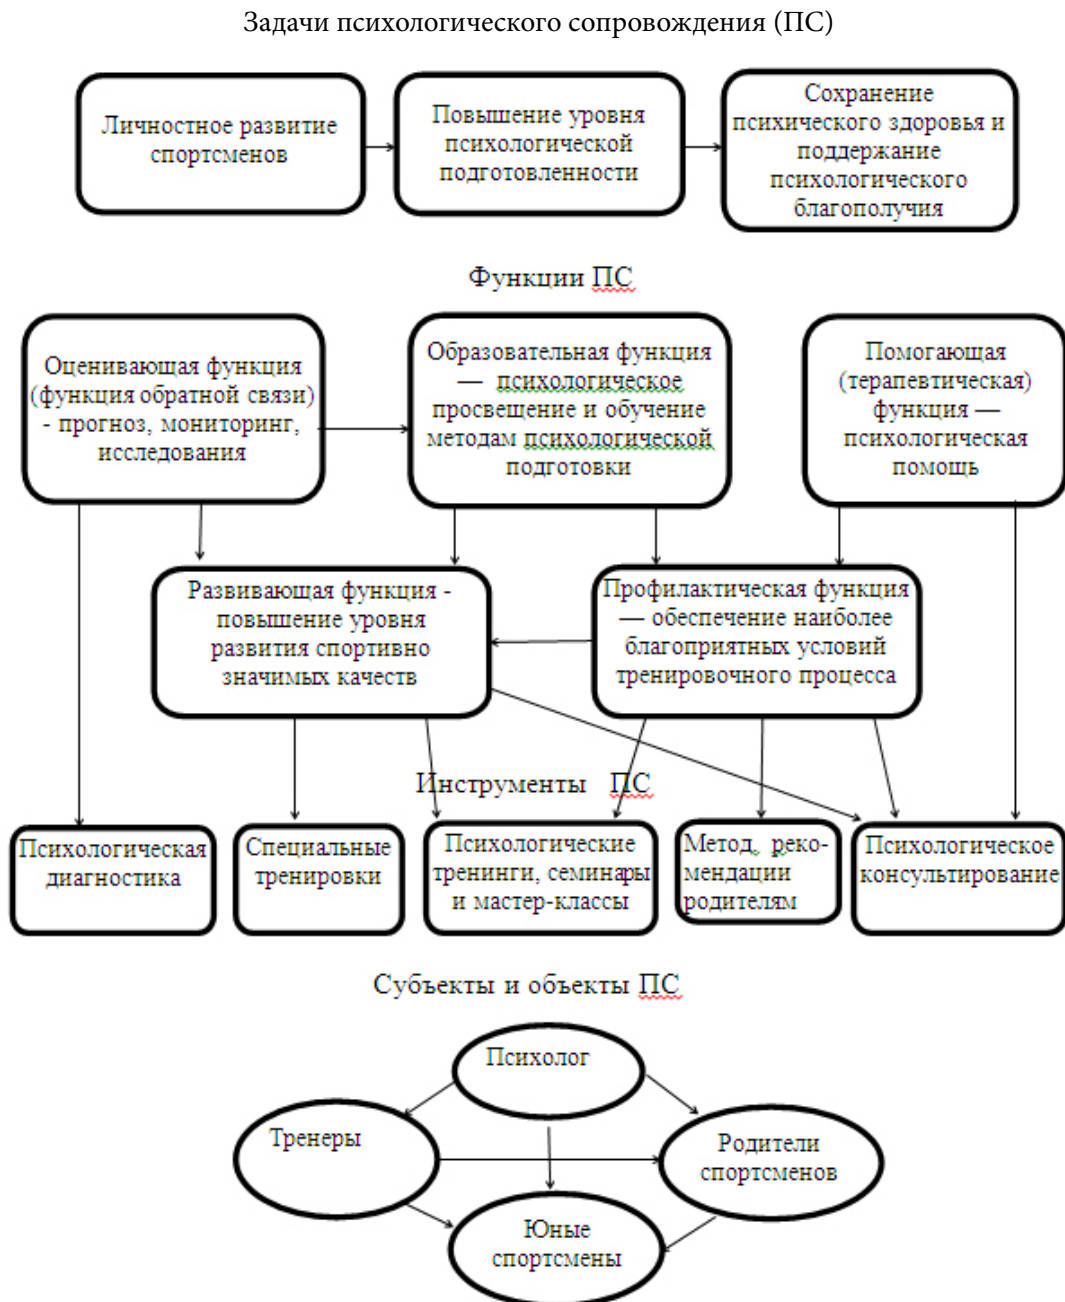 Задачи психологического сопровождения (ПС)
Личностное развитие
спортсменов
Повышение уровня
психологической
подготовленности
Сохранение
психического здоровья и
поддержание
психологического
благополучия
Функции ПС
Оценивающая функция
(функция обратной связи)
- прогноз, мониторинг,
исследования
Образовательная функция
— психологическое
просвещение и обучение
методам психологической
подготовки
Помогающая
(терапевтическая)
функция —
психологическая
помощь
Развивающая функция -
повышение уровня
развития спортивно
значимых качеств
Профилактическая функция
— обеспечение наиболее
благоприятных условий
тренировочного процесса
Инструменты ПС
Психологическая
диагностика
Специальные
тренировки
Психологические
тренинги, семинары
и мастер-классы
Метод, реко-
мендации
родителям
Психологическое
консультирование
Субъекты и объекты ПС
Психолог
Тренеры
Родители
спортсменов
Юные
спортсмены